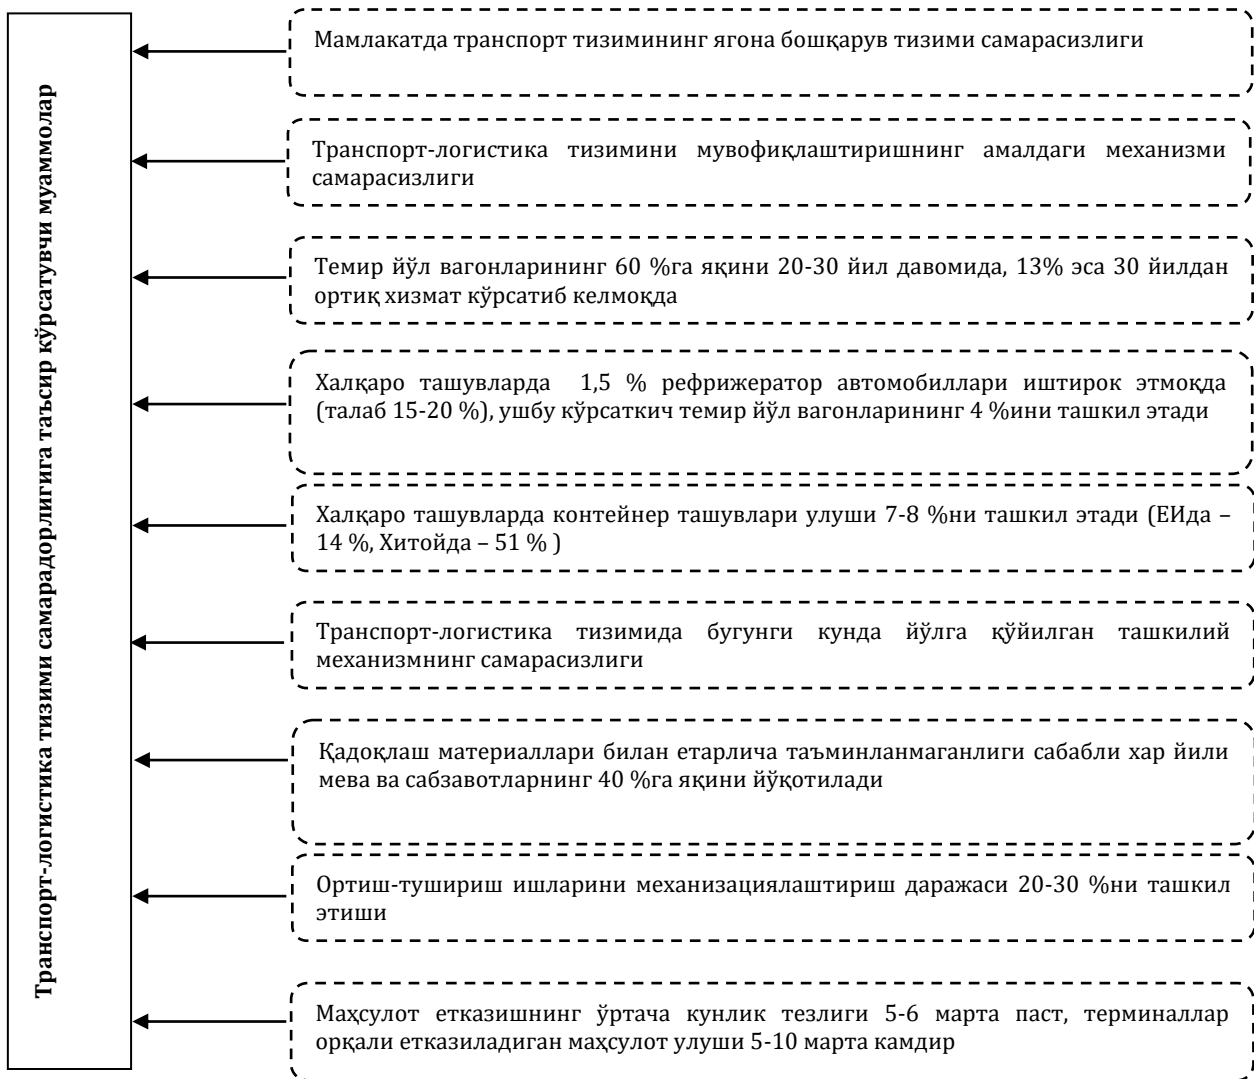 Транспорт-логистика тизими самарадорлигига таъсир кўрсатувчи муаммолар
Мамлакатда транспорт тизимининг ягона бошқарув тизими самарасизлиги
Транспорт-логистика тизимини мувофиқлаштиришнинг амалдаги механизми
самарасизлиги
Темир йўл вагонларининг 60 %га яқини 20-30 йил давомида, 13% эса 30 йилдан
ортиқ хизмат кўрсатиб келмоқда
Халқаро ташувларда 1,5 % рефрижератор автомобиллари иштирок этмоқда
(талаб 15-20 %), ушбу кўрсаткич темир йўл вагонларининг 4 %ини ташкил этади
Халқаро ташувларда контейнер ташувлари улуши 7-8 %ни ташкил этади (ЕИда –
14 %, Хитойда – 51 % )
Транспорт-логистика тизимида бугунги кунда йўлга қўйилган ташкилий
механизмнинг самарасизлиги
Қадоқлаш материаллари билан етарлича таъминланмаганлиги сабабли хар йили
мева ва сабзавотларнинг 40 %га яқини йўқотилади
Ортиш-тушириш ишларини механизациялаштириш даражаси 20-30 %ни ташкил
этиши
Маҳсулот етказишнинг ўртача кунлик тезлиги 5-6 марта паст, терминаллар
орқали етказиладиган маҳсулот улуши 5-10 марта камдир